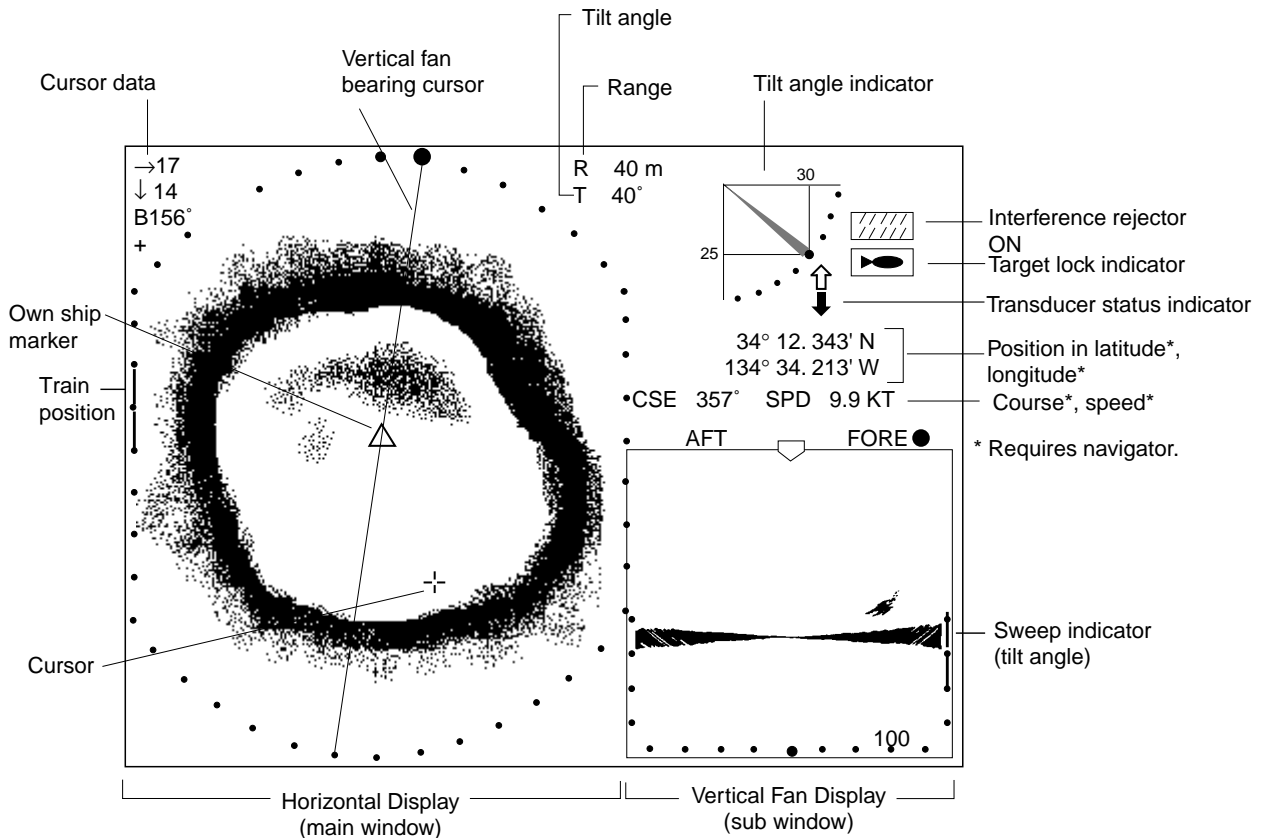 Tilt angle
Vertical fan
bearing cursor
Cursor data
Range
Tilt angle indicator
→17
↓ 14
B156˚
+
R 40 m
T 40˚
30
25
Interference rejector
ON
Target lock indicator
Transducer status indicator
Own ship
marker
Train
position
34° 12. 343' N
134° 34. 213' W
Position in latitude*,
longitude*
CSE 357˚ SPD 9.9 KT
Course*, speed*
AFT FORE
* Requires navigator.
Sweep indicator
(tilt angle)
Cursor
100
Horizontal Display
(main window)
Vertical Fan Display
(sub window)